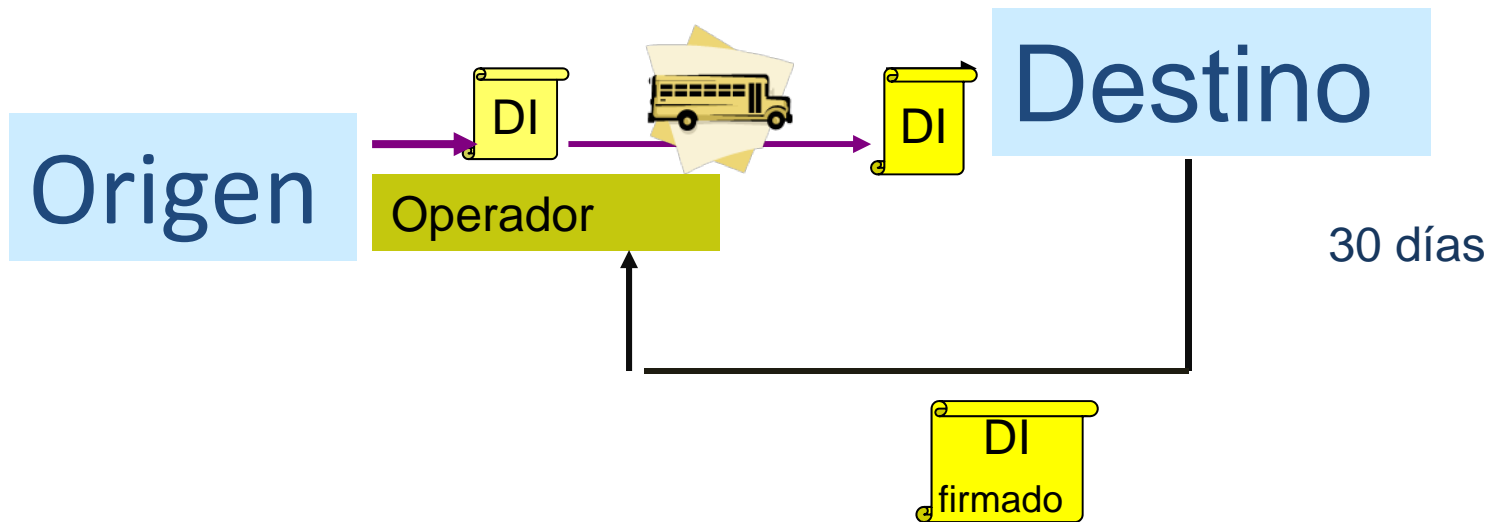 Destino
DI
DI
Origen
Operador
30 días
DI
firmado